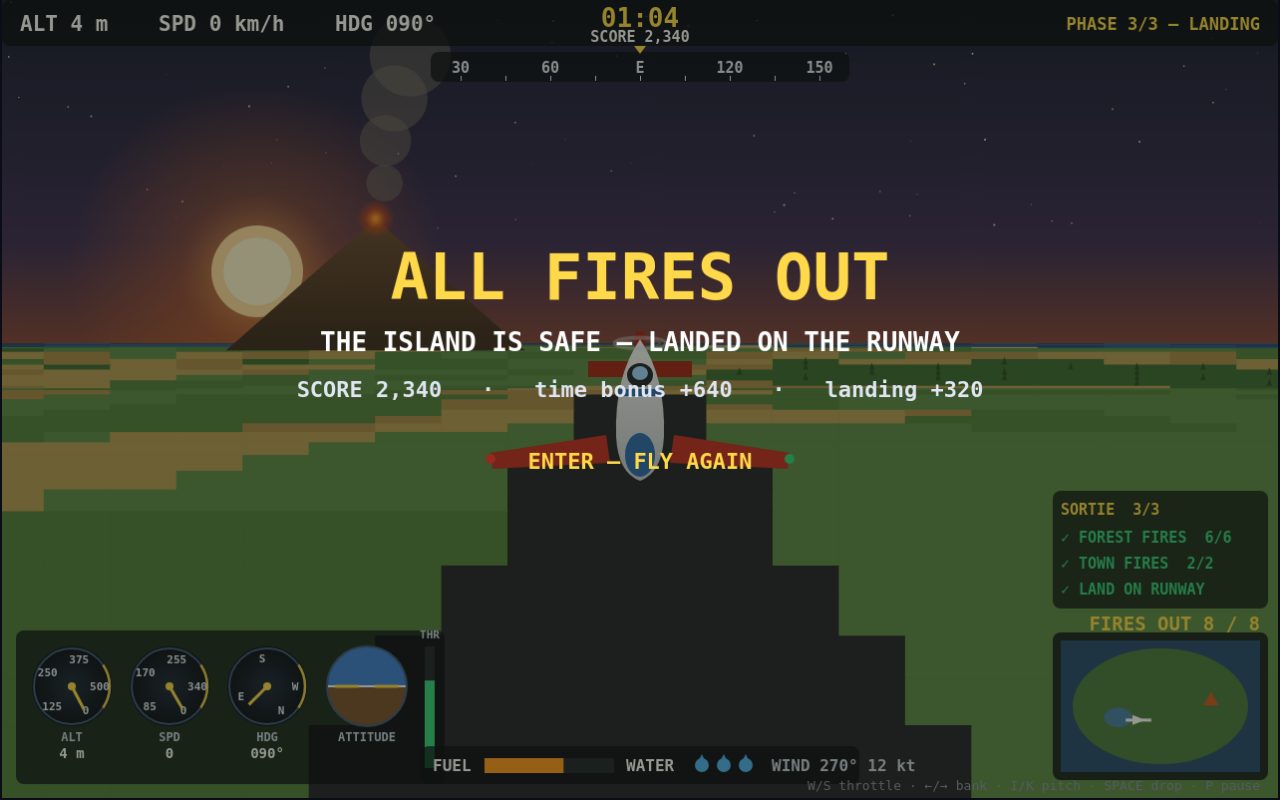 ALT 4 m SPD 0 km/h HDG 090°
01:04
SCORE 2,340
PHASE 3/3 — LANDING
30 60 E 120 150
ALL FIRES OUT
THE ISLAND IS SAFE — LANDED ON THE RUNWAY
SCORE 2,340 · time bonus +640 · landing +320
ENTER — FLY AGAIN
SORTIE 3/3
✓ FOREST FIRES 6/6
✓ TOWN FIRES 2/2
✓ LAND ON RUNWAY
FIRES OUT 8 / 8
THR
375 250 500 125 0
255 170 340 85 0
S E W N
ALT SPD HDG ATTITUDE
4 m 0 090°
FUEL WATER WIND 270° 12 kt
W/S throttle · ←/→ bank · I/K pitch · SPACE drop · P pause